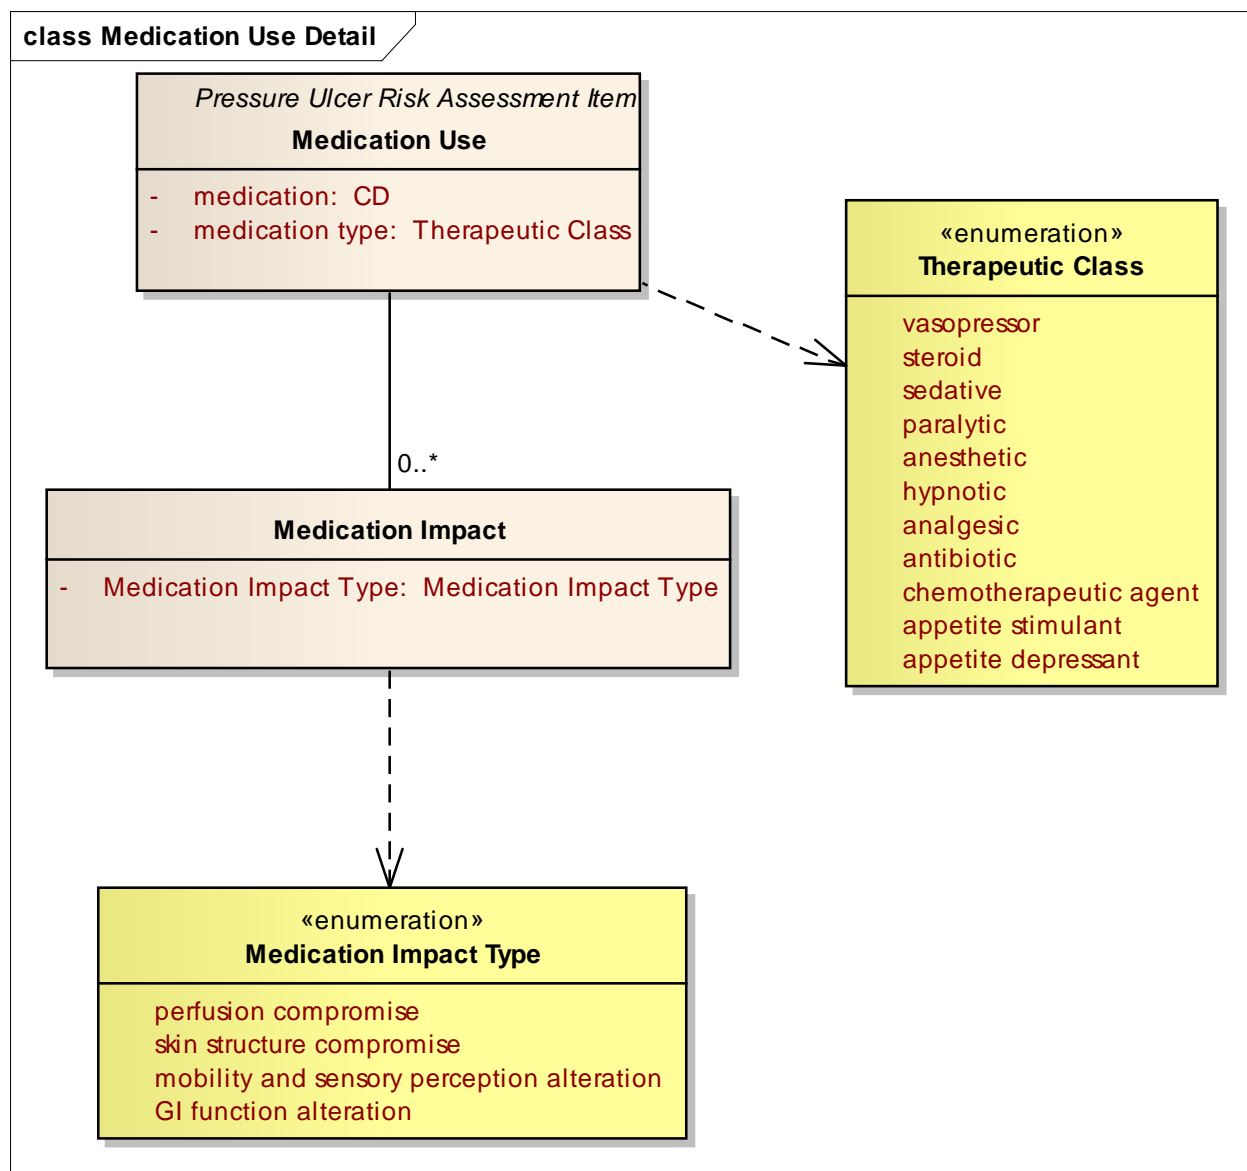 class Medication Use Detail
Pressure Ulcer Risk Assessment Item
Medication Use
- medication: CD
- medication type: Therapeutic Class
«enumeration»
Therapeutic Class
vasopressor
steroid
sedative
paralytic
anesthetic
hypnotic
analgesic
antibiotic
chemotherapeutic agent
appetite stimulant
appetite depressant
0..*
Medication Impact
- Medication Impact Type: Medication Impact Type
«enumeration»
Medication Impact Type
perfusion compromise
skin structure compromise
mobility and sensory perception alteration
GI function alteration